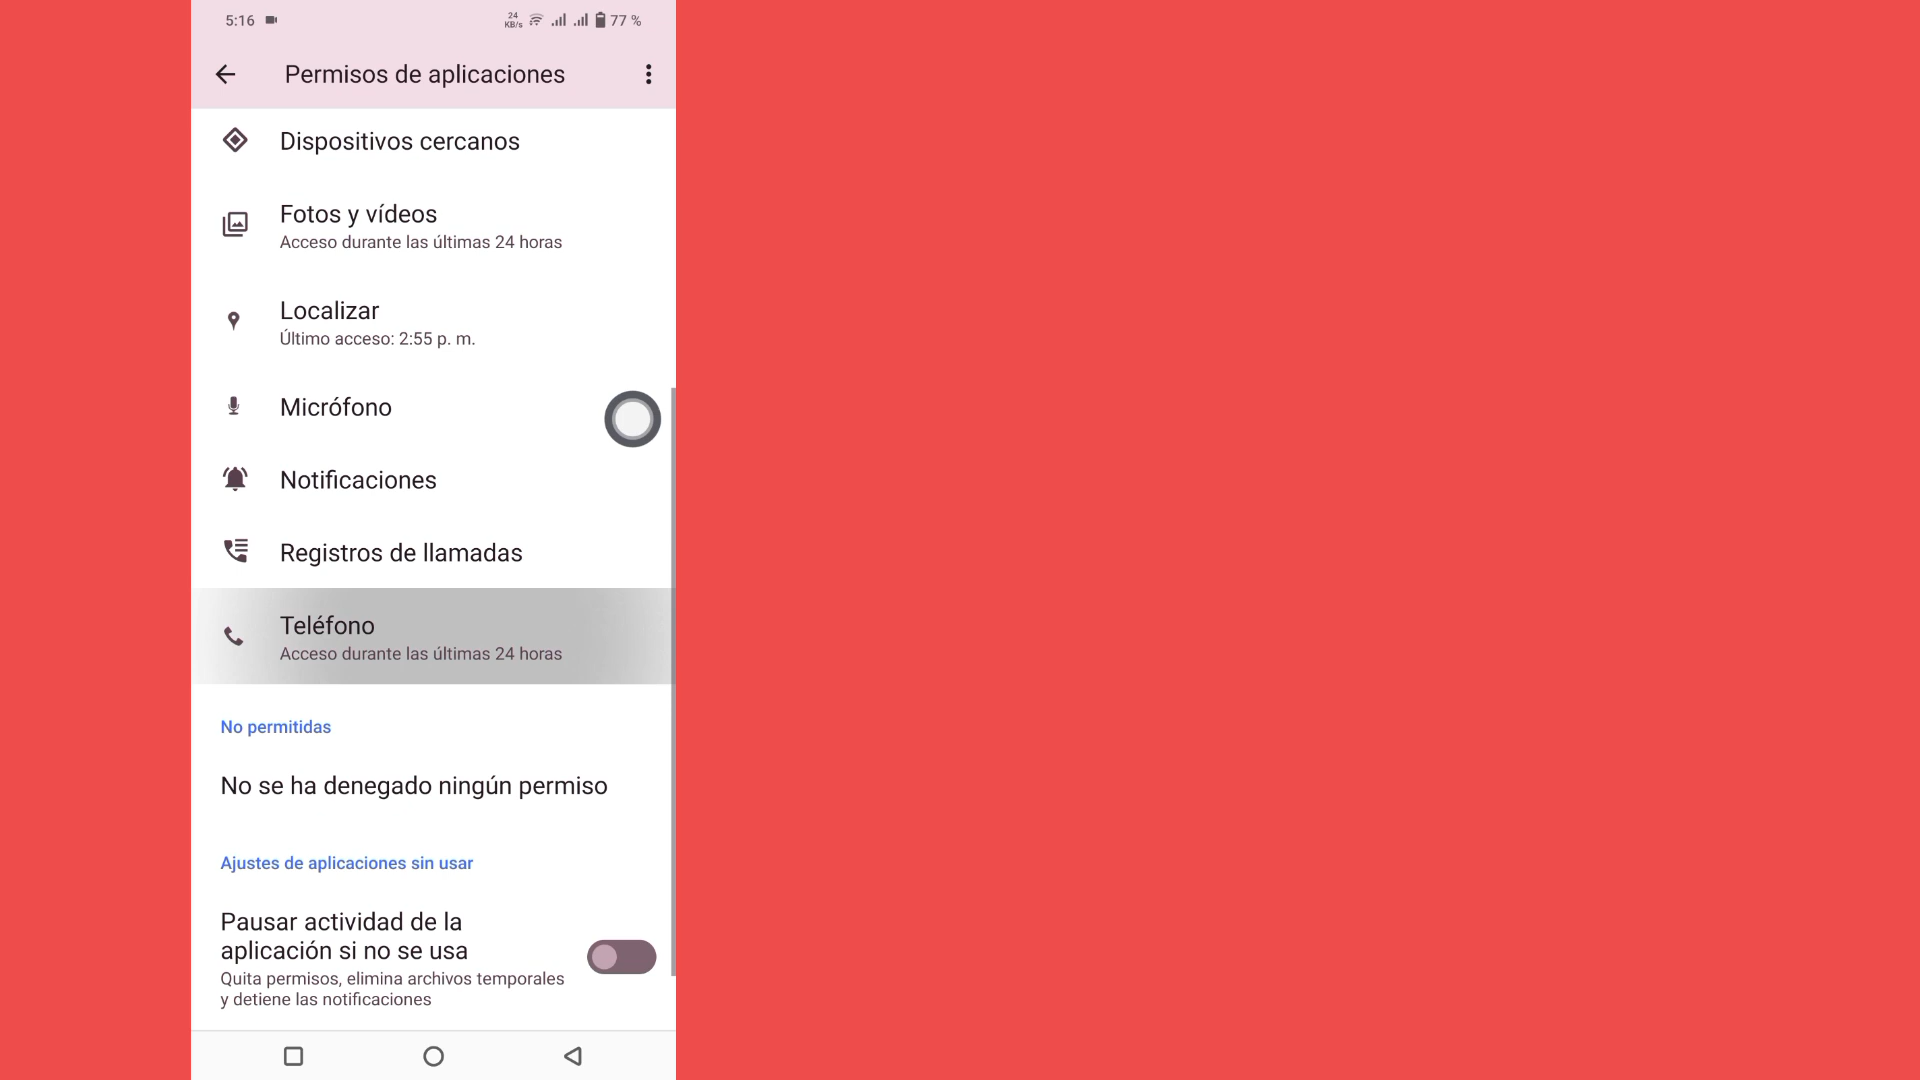 5:16
24
KB/s
77 %
Permisos de aplicaciones
Dispositivos cercanos
Fotos y vídeos
Acceso durante las últimas 24 horas
Localizar
Último acceso: 2:55 p. m.
Micrófono
Notificaciones
Registros de llamadas
Teléfono
Acceso durante las últimas 24 horas
No permitidas
No se ha denegado ningún permiso
Ajustes de aplicaciones sin usar
Pausar actividad de la
aplicación si no se usa
Quita permisos, elimina archivos temporales
y detiene las notificaciones